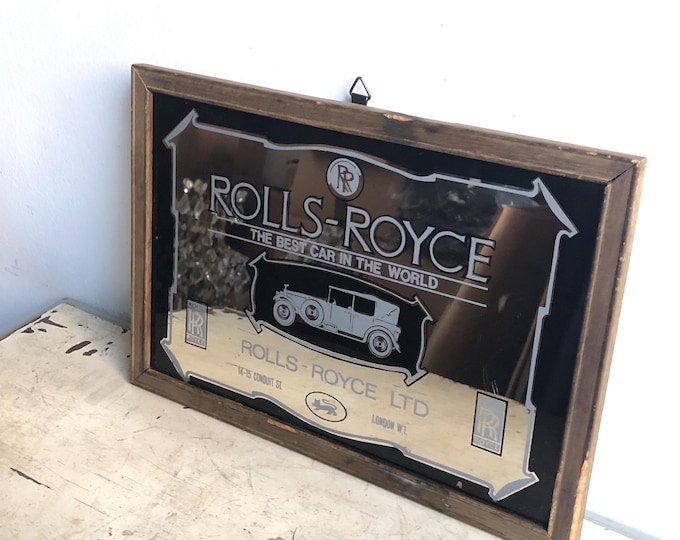 RR
ROLLS-ROYCE
THE BEST CAR IN THE WORLD
ROLLS-ROYCE LTD
14-15 CONDUIT ST.
LONDON W.1.
RR
RR